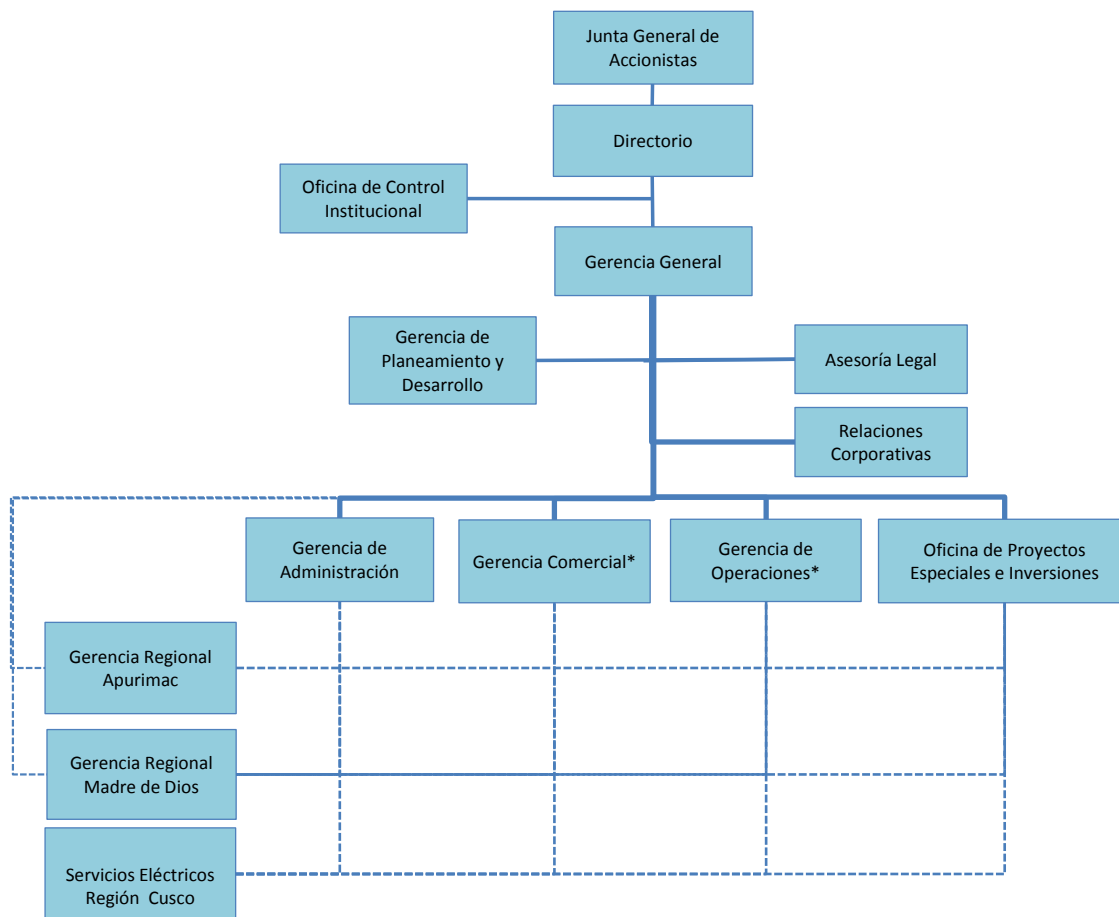 Junta General de
Accionistas
Directorio
Oficina de Control
Institucional
Gerencia General
Gerencia de
Planeamiento y
Desarrollo
Asesoría Legal
Relaciones
Corporativas
Gerencia de
Administración
Gerencia Comercial*
Gerencia de
Operaciones*
Oficina de Proyectos
Especiales e Inversiones
Gerencia Regional
Apurimac
Gerencia Regional
Madre de Dios
Servicios Eléctricos
Región Cusco